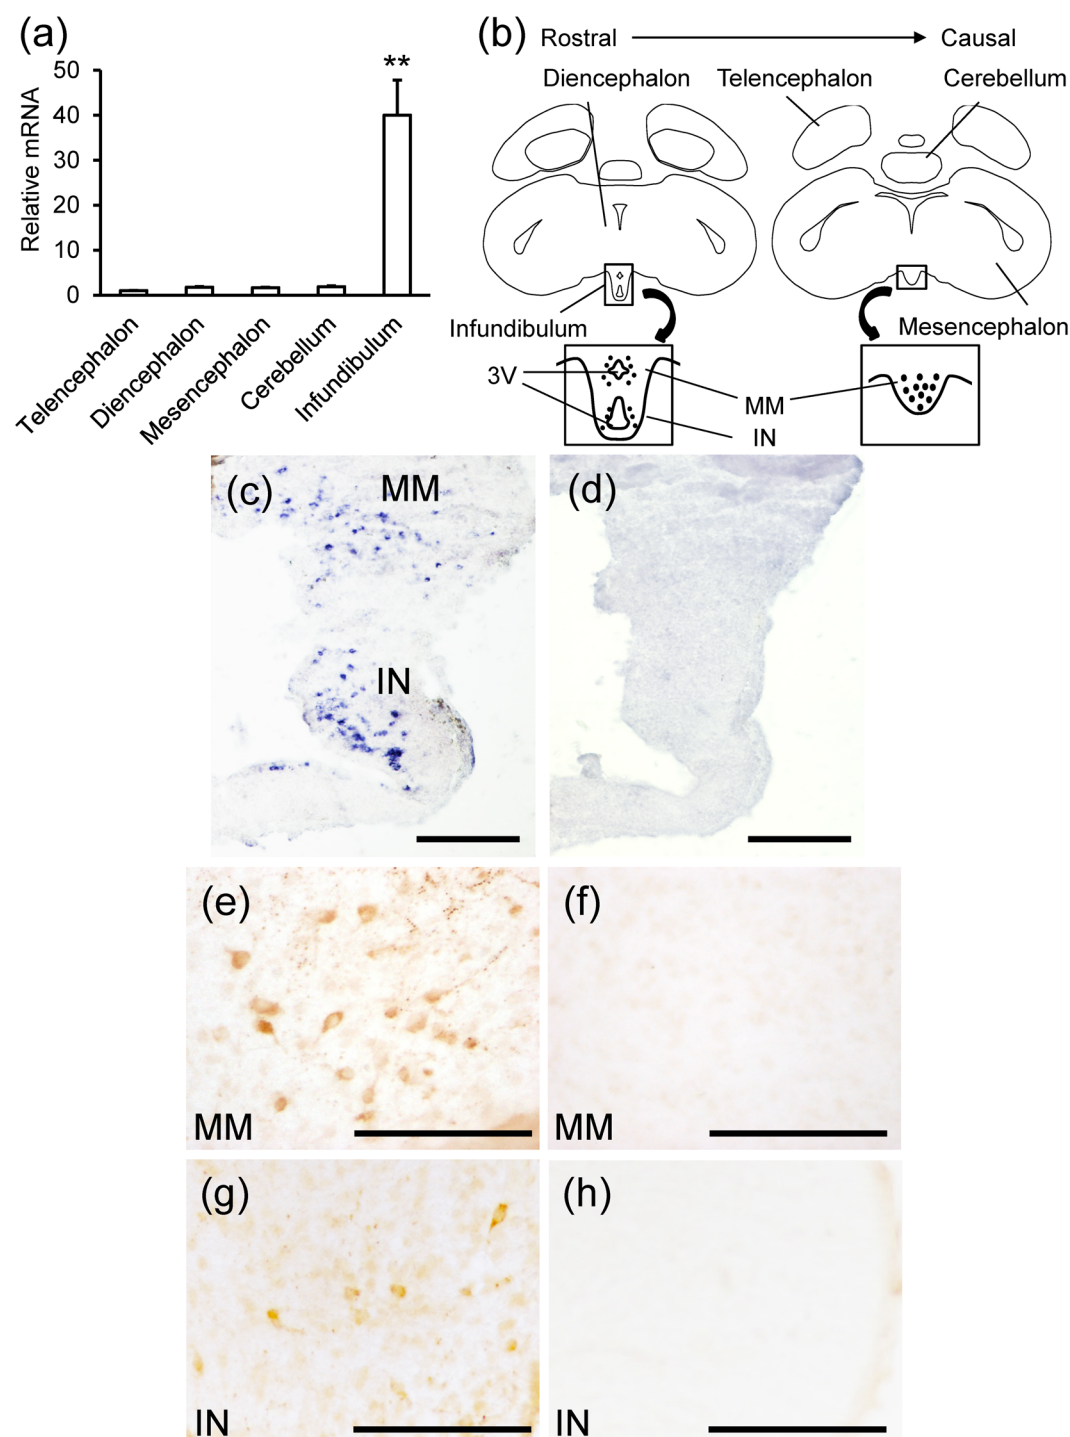 (a)
**
Relative mRNA
50
40
30
20
10
0
Telencephalon
Diencephalon
Mesencephalon
Cerebellum
Infundibulum
(b)
Rostral
Causal
Diencephalon
Telencephalon
Cerebellum
Infundibulum
Mesencephalon
3V
MM
IN
(c)
MM
IN
(d)
(e)
MM
(f)
MM
(g)
IN
(h)
IN